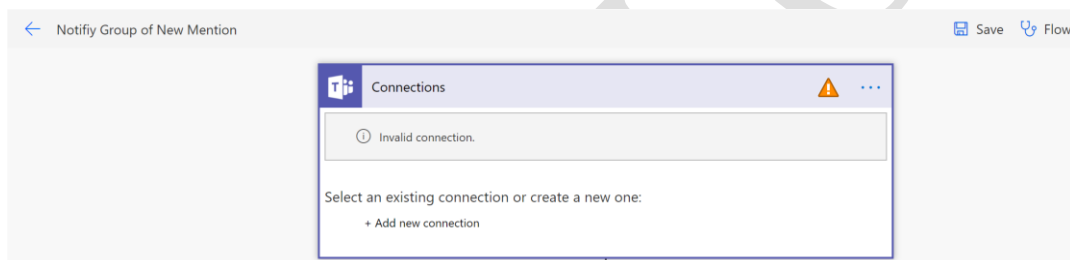 Notifiy Group of New Mention
Save
Flow
Connections
Invalid connection.
Select an existing connection or create a new one:
+ Add new connection